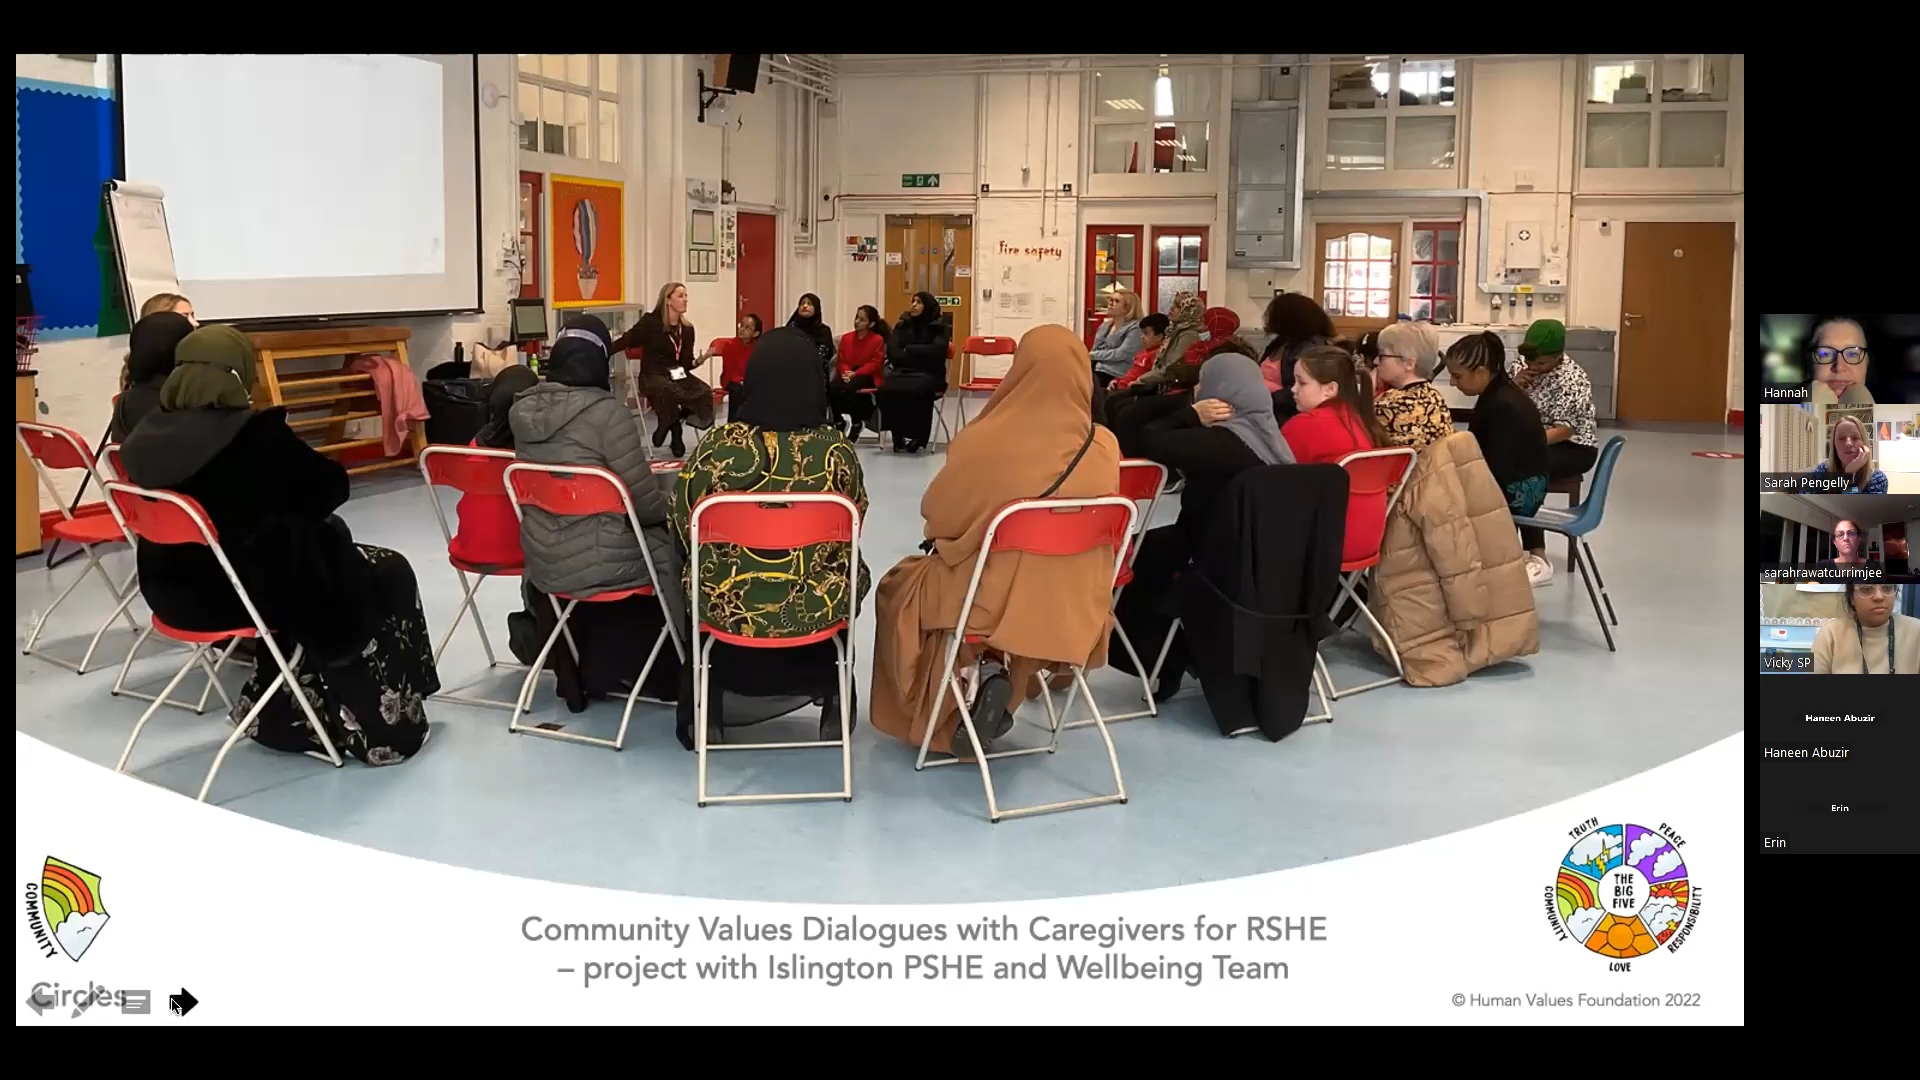 fire safety
Community Values Dialogues with Caregivers for RSHE
– project with Islington PSHE and Wellbeing Team
COMMUNITY
Circles
TRUTH
PEACE
COMMUNITY
THE
BIG
FIVE
RESPONSIBILITY
LOVE
© Human Values Foundation 2022
Hannah
Sarah Pengelly
sarahrawatcurrimjee
Vicky SP
Haneen Abuzir
Haneen Abuzir
Erin
Erin